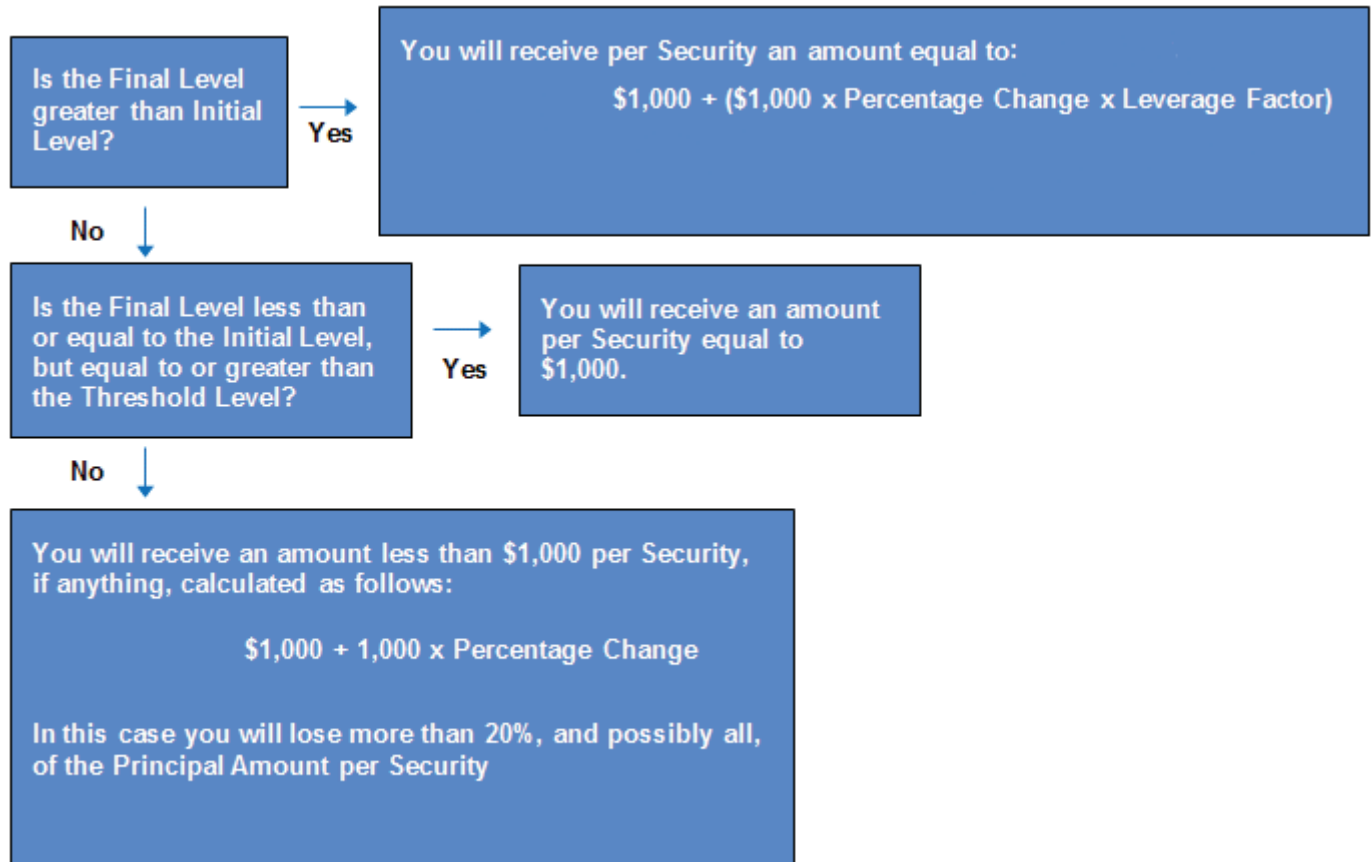 Is the Final Level
greater than Initial
Level?
Yes
You will receive per Security an amount equal to:
$1,000 + ($1,000 x Percentage Change x Leverage Factor)
No
Is the Final Level less than
or equal to the Initial Level,
but equal to or greater than
the Threshold Level?
Yes
You will receive an amount
per Security equal to
$1,000.
No
You will receive an amount less than $1,000 per Security,
if anything, calculated as follows:
$1,000 + 1,000 x Percentage Change
In this case you will lose more than 20%, and possibly all,
of the Principal Amount per Security